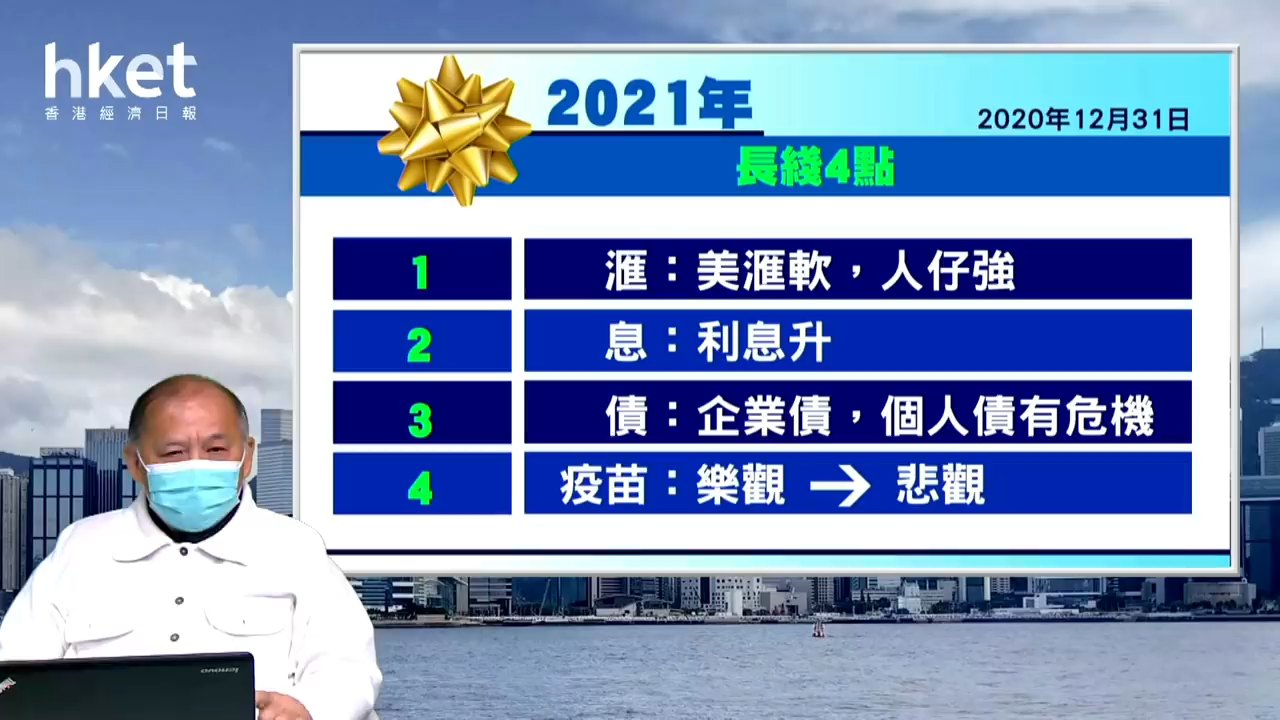 hket
香港經濟日報
2021年
2020年12月31日
長綫4點
1 滙：美滙軟，人仔強
2 息：利息升
3 債：企業債，個人債有危機
4 疫苗：樂觀 → 悲觀
lenovo